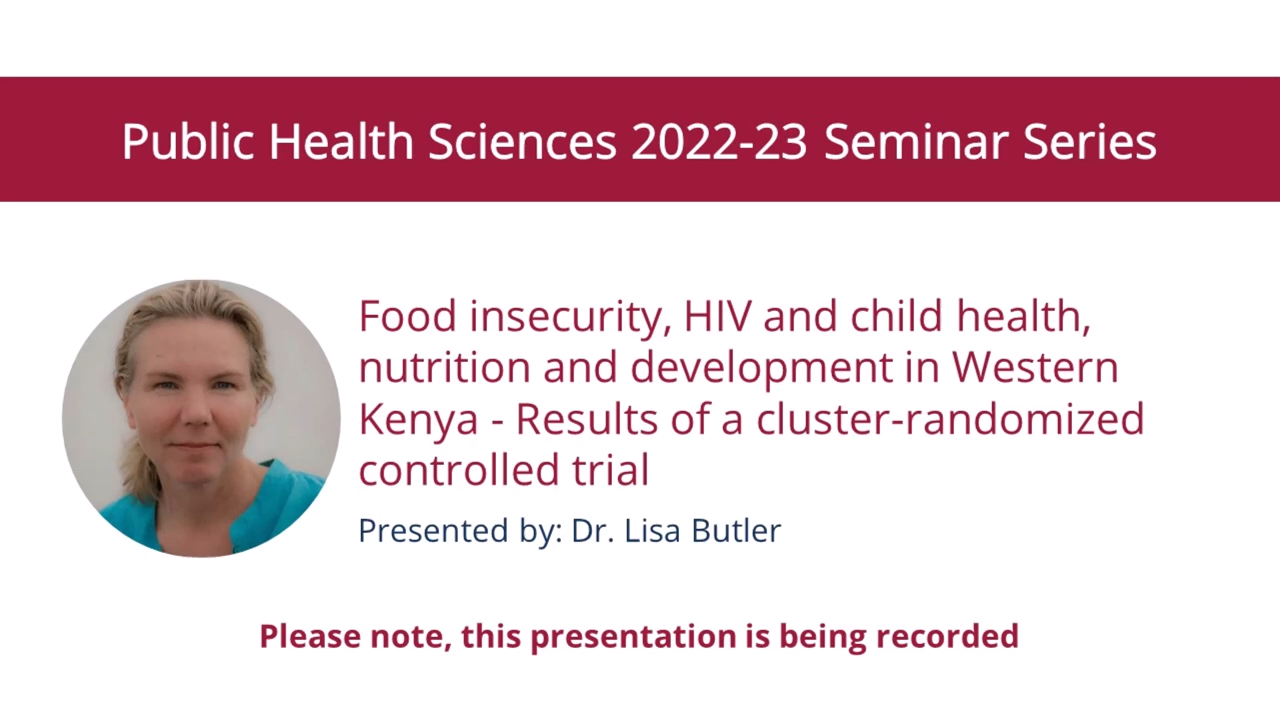 Public Health Sciences 2022-23 Seminar Series
Food insecurity, HIV and child health,
nutrition and development in Western
Kenya - Results of a cluster-randomized
controlled trial
Presented by: Dr. Lisa Butler
Please note, this presentation is being recorded